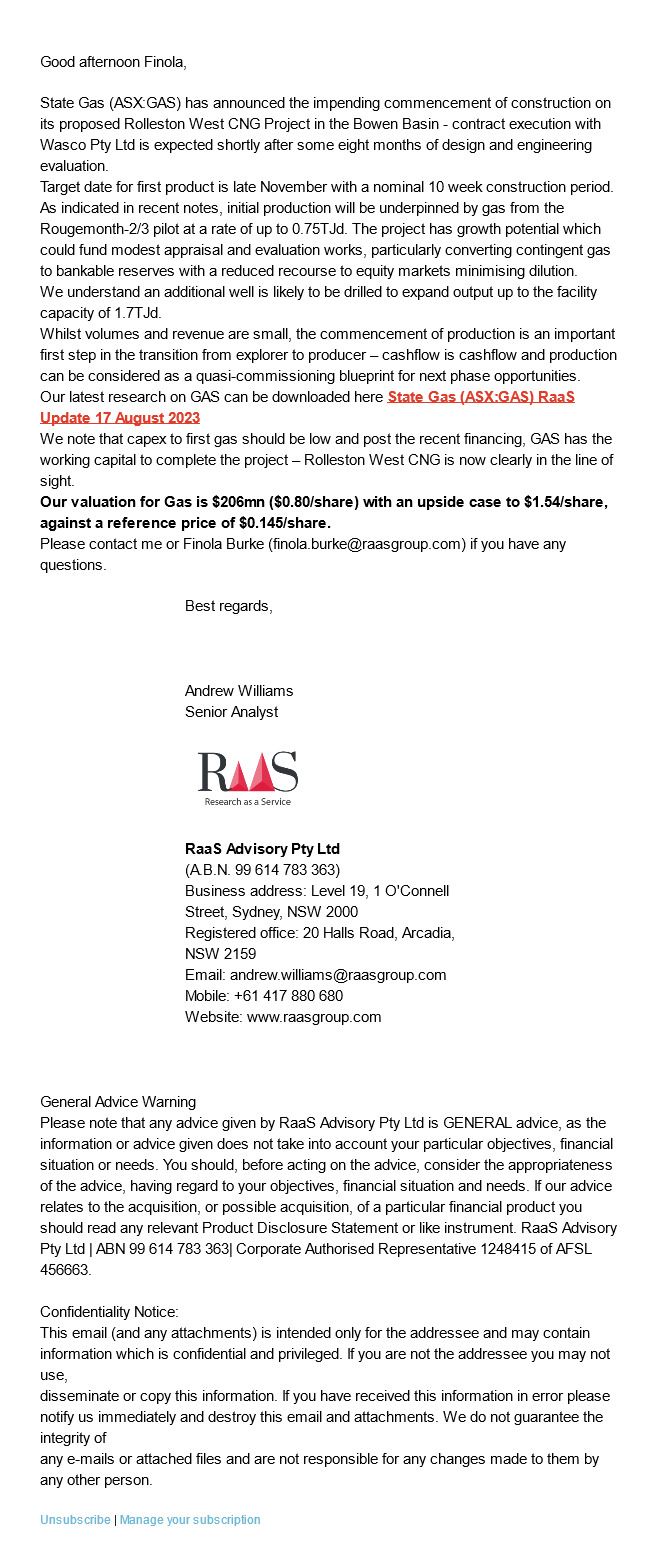 Good afternoon Finola,
State Gas (ASX:GAS) has announced the impending commencement of construction on
its proposed Rolleston West CNG Project in the Bowen Basin - contract execution with
Wasco Pty Ltd is expected shortly after some eight months of design and engineering
evaluation.
Target date for first product is late November with a nominal 10 week construction period.
As indicated in recent notes, initial production will be underpinned by gas from the
Rougemont-2/3 pilot at a rate of up to 0.75TJd. The project has growth potential which
could fund modest appraisal and evaluation works, particularly converting contingent gas
to bankable reserves with a reduced recourse to equity markets minimising dilution.
We understand an additional well is likely to be drilled to expand output up to the facility
capacity of 1.7TJd.
Whilst volumes and revenue are small, the commencement of production is an important
first step in the transition from explorer to producer – cashflow is cashflow and production
can be considered as a quasi-commissioning blueprint for next phase opportunities.
Our latest research on GAS can be downloaded here State Gas (ASX:GAS) RaaS
Update 17 August 2023
We note that capex to first gas should be low and post the recent financing, GAS has the
working capital to complete the project – Rolleston West CNG is now clearly in the line of
sight.
Our valuation for Gas is $206mn ($0.80/share) with an upside case to $1.54/share,
against a reference price of $0.145/share.
Please contact me or Finola Burke (finola.burke@raasgroup.com) if you have any
questions.
Best regards,
Andrew Williams
Senior Analyst
RAAS
Research as a Service
RaaS Advisory Pty Ltd
(A.B.N. 99 614 783 363)
Business address: Level 19, 1 O'Connell
Street, Sydney, NSW 2000
Registered office: 20 Halls Road, Arcadia,
NSW 2159
Email: andrew.williams@raasgroup.com
Mobile: +61 417 880 680
Website: www.raasgroup.com
General Advice Warning
Please note that any advice given by RaaS Advisory Pty Ltd is GENERAL advice, as the
information or advice given does not take into account your particular objectives, financial
situation or needs. You should, before acting on the advice, consider the appropriateness
of the advice, having regard to your objectives, financial situation and needs. If our advice
relates to the acquisition, or possible acquisition, of a particular financial product you
should read any relevant Product Disclosure Statement or like instrument. RaaS Advisory
Pty Ltd | ABN 99 614 783 363| Corporate Authorised Representative 1248415 of AFSL
456663.
Confidentiality Notice:
This email (and any attachments) is intended only for the addressee and may contain
information which is confidential and privileged. If you are not the addressee you may not
use,
disseminate or copy this information. If you have received this information in error please
notify us immediately and destroy this email and attachments. We do not guarantee the
integrity of
any e-mails or attached files and are not responsible for any changes made to them by
any other person.
Unsubscribe | Manage your subscription